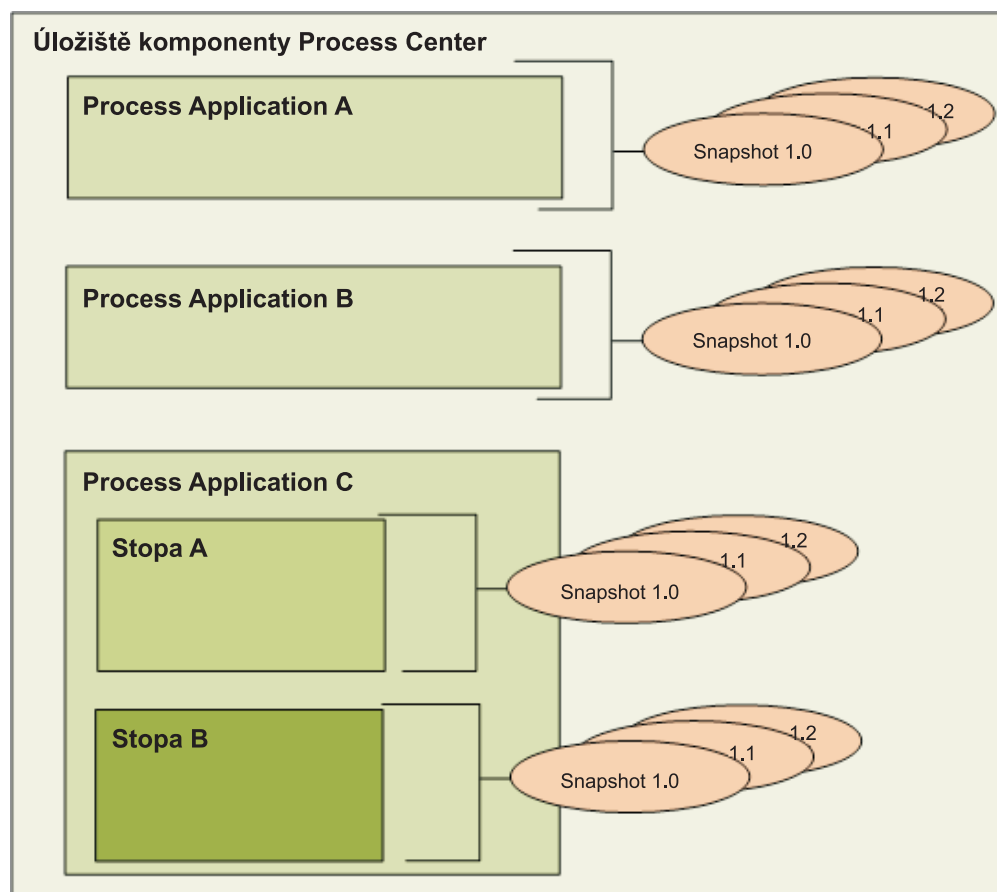 Úložiště komponenty Process Center
Process Application A
Snapshot 1.0
1.1
1.2
Process Application B
Snapshot 1.0
1.1
1.2
Process Application C
Stopa A
Snapshot 1.0
1.1
1.2
Stopa B
Snapshot 1.0
1.1
1.2